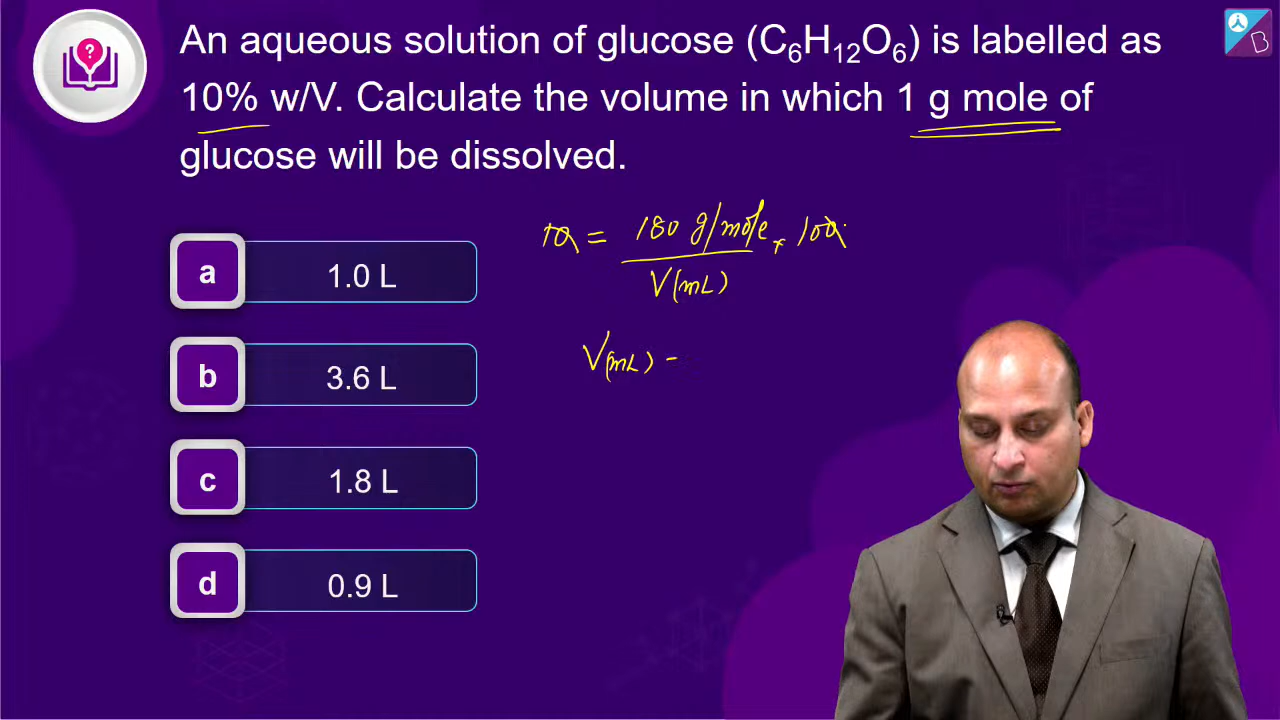 An aqueous solution of glucose (C₆H₁₂O₆) is labelled as
10% w/V. Calculate the volume in which 1 g mole of
glucose will be dissolved.
10 = 180 g/mole × 100
V(mL)
V(mL) =
a 1.0 L
b 3.6 L
c 1.8 L
d 0.9 L
?
B